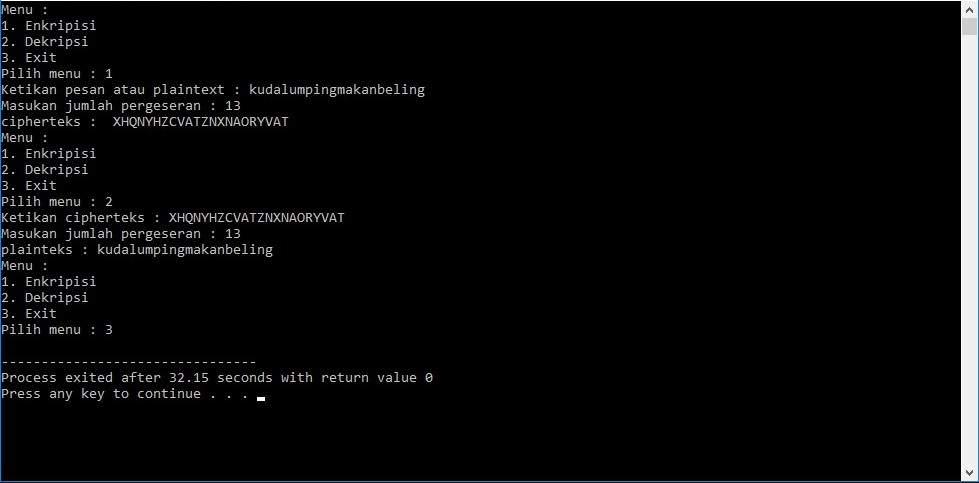 Menu :
1. Enkripisi
2. Dekripsi
3. Exit
Pilih menu : 1
Ketikan pesan atau plaintext : kudalumpingmakanbeling
Masukan jumlah pergeseran : 13
cipherteks :  XHQNYHZCVATZNXNAORYVAT
Menu :
1. Enkripisi
2. Dekripsi
3. Exit
Pilih menu : 2
Ketikan cipherteks : XHQNYHZCVATZNXNAORYVAT
Masukan jumlah pergeseran : 13
plainteks : kudalumpingmakanbeling
Menu :
1. Enkripisi
2. Dekripsi
3. Exit
Pilih menu : 3
--------------------------------
Process exited after 32.15 seconds with return value 0
Press any key to continue . . .